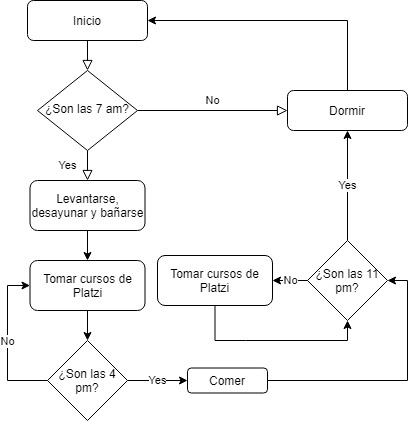 Inicio
¿Son las 7 am?
No
Dormir
Yes
Levantarse,
desayunar y bañarse
Yes
Tomar cursos de
Platzi
Tomar cursos de
Platzi
No
¿Son las 11
pm?
No
¿Son las 4
pm?
Yes
Comer